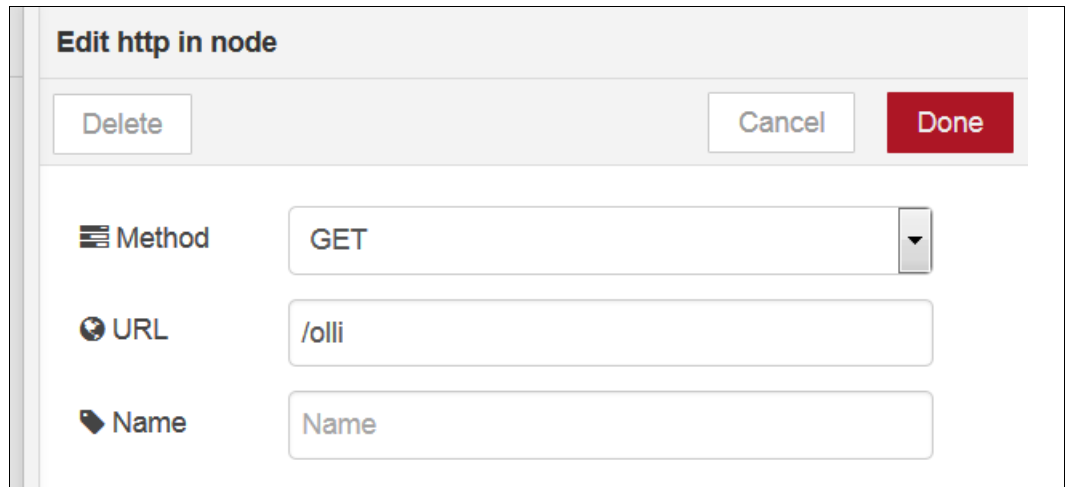 Edit http in node
Delete Cancel Done
Method GET
URL /olli
Name Name